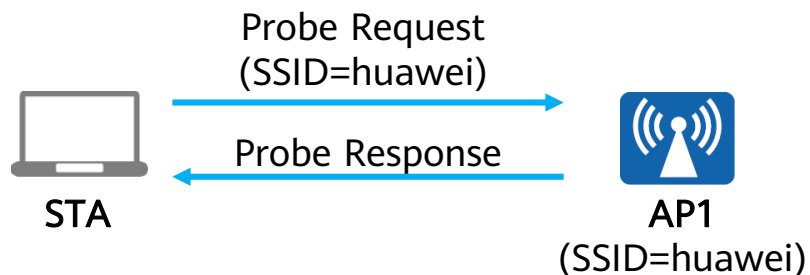 Probe Request
(SSID=huawei)
Probe Response
STA
AP1
(SSID=huawei)